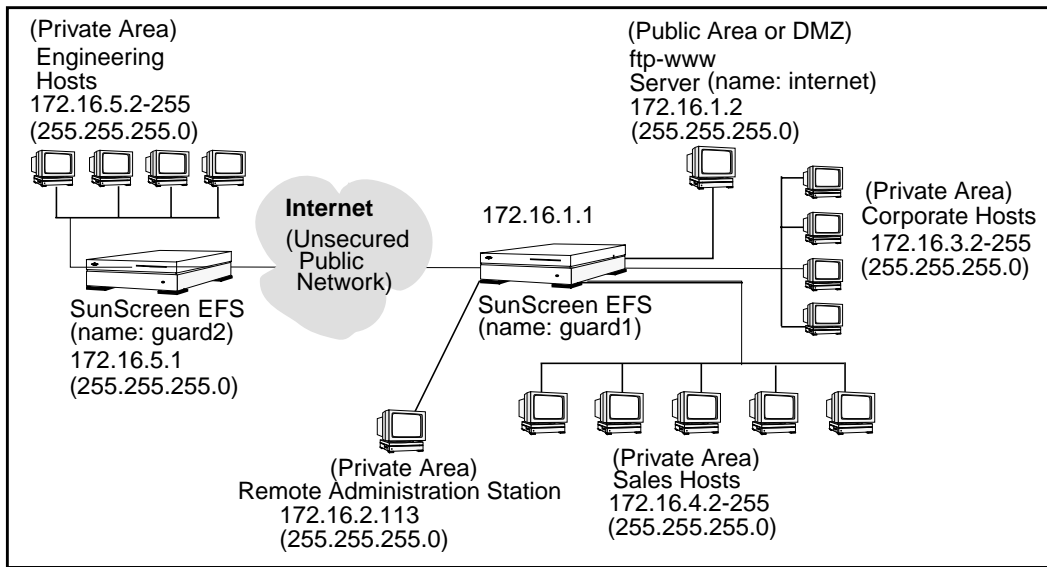 (Private Area)
Engineering
Hosts
172.16.5.2-255
(255.255.255.0)
Internet
(Unsecured
Public
Network)
SunScreen EFS
(name: guard2)
172.16.5.1
(255.255.255.0)
172.16.1.1
SunScreen EFS
(name: guard1)
(Public Area or DMZ)
ftp-www
Server (name: internet)
172.16.1.2
(255.255.255.0)
(Private Area)
Corporate Hosts
172.16.3.2-255
(255.255.255.0)
(Private Area)
Remote Administration Station
172.16.2.113
(255.255.255.0)
(Private Area)
Sales Hosts
172.16.4.2-255
(255.255.255.0)